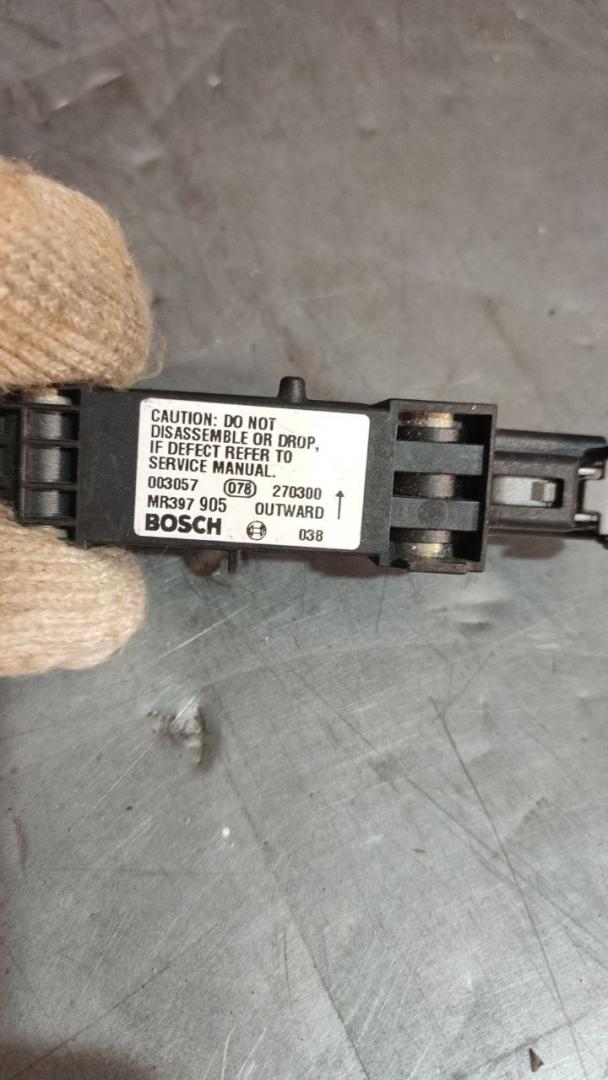 CAUTION: DO NOT
DISASSEMBLE OR DROP,
IF DEFECT REFER TO
SERVICE MANUAL.
003057 078 270300
MR397 905 OUTWARD ↑
BOSCH 038